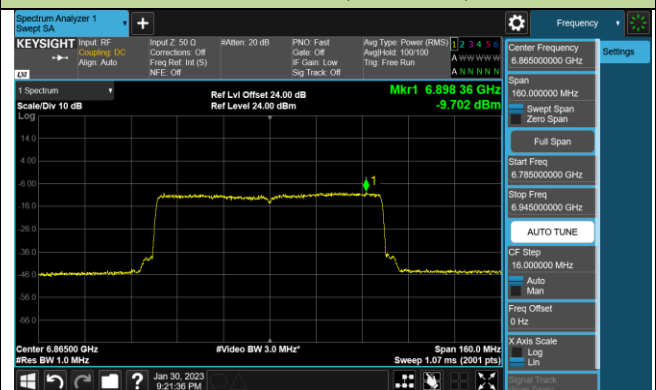 Spectrum Analyzer 1
Swept SA
Frequency
KEYSIGHT
Input: RF
Coupling: DC
Align: Auto
Input Z: 50 Ω
Corrections: Off
Freq Ref: Int (S)
NFE: Off
#Atten: 20 dB
PNO: Fast
Gate: Off
IF Gain: Low
Sig Track: Off
Avg Type: Power (RMS)
Avg|Hold: 100/100
Trig: Free Run
1 2 3 4 5 6
A W W W W W
A N N N N N
Settings
Center Frequency
6.865000000 GHz
Span
160.000000 MHz
Swept Span
Zero Span
Full Span
Start Freq
6.785000000 GHz
Stop Freq
6.945000000 GHz
AUTO TUNE
CF Step
16.000000 MHz
Auto
Man
Freq Offset
0 Hz
X Axis Scale
Log
Lin
Signal Track
LXI
1 Spectrum
Scale/Div 10 dB
Log
Ref Lvl Offset 24.00 dB
Ref Level 24.00 dBm
Mkr1 6.898 36 GHz
-9.702 dBm
14.0
4.00
-6.00
-16.0
-26.0
-36.0
-46.0
-56.0
-66.0
1
Center 6.86500 GHz
#Res BW 1.0 MHz
#Video BW 3.0 MHz*
Span 160.0 MHz
Sweep 1.07 ms (2001 pts)
Jan 30, 2023
9:21:36 PM